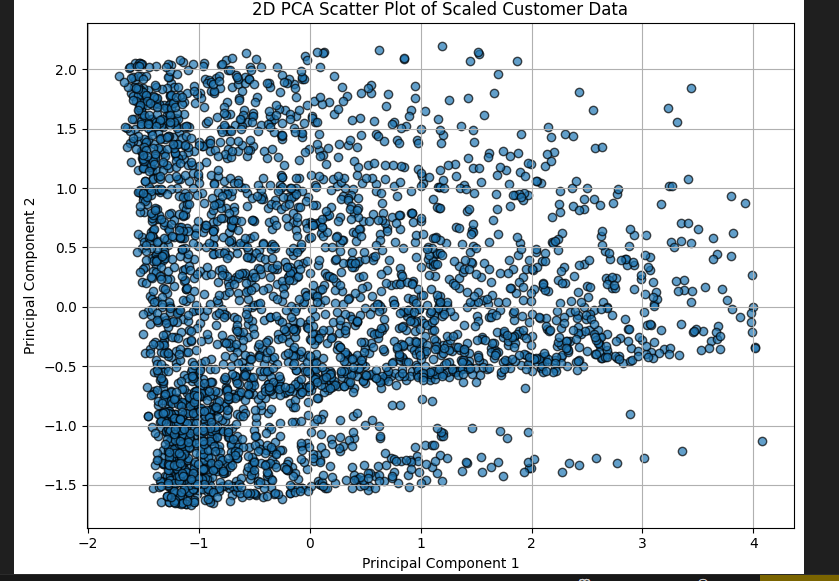 2D PCA Scatter Plot of Scaled Customer Data
Principal Component 2
2.0
1.5
1.0
0.5
0.0
−0.5
−1.0
−1.5
−2 −1 0 1 2 3 4
Principal Component 1